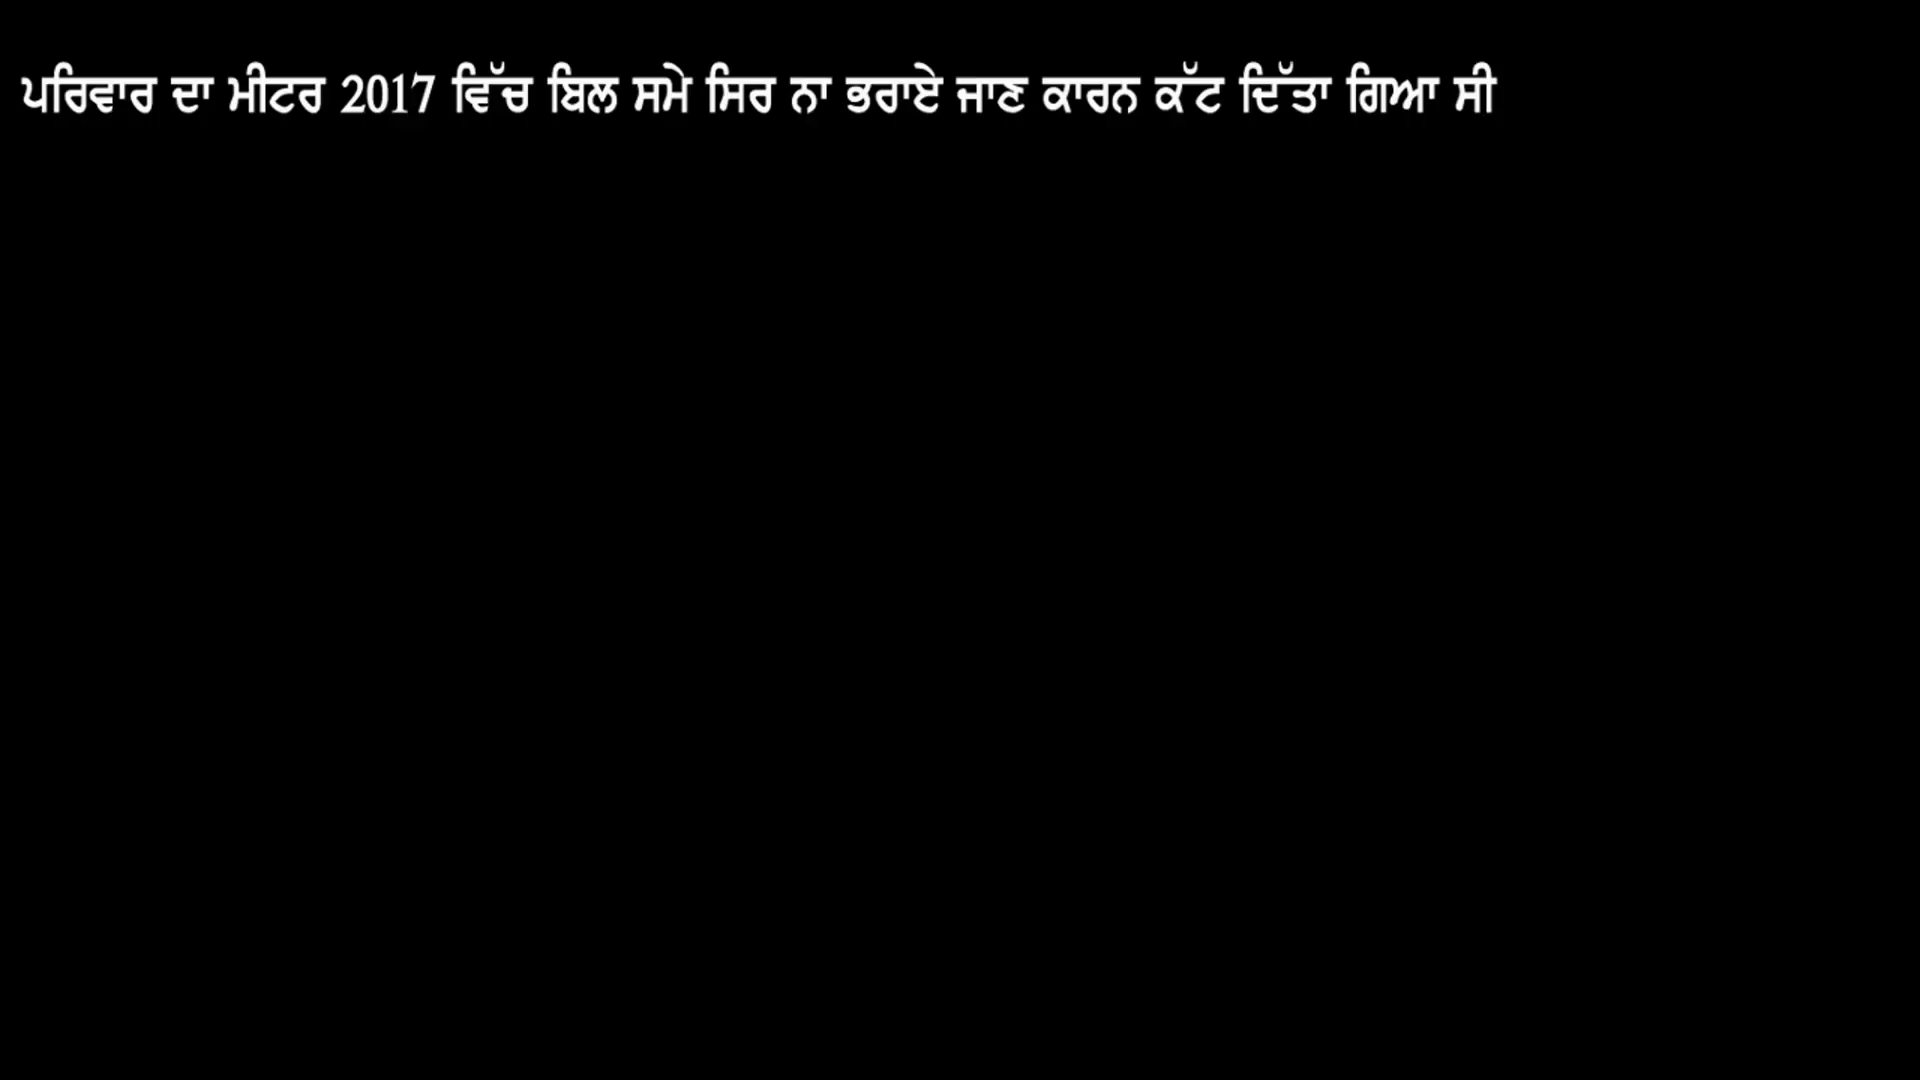 ਪਰਿਵਾਰ ਦਾ ਮੀਟਰ 2017 ਵਿੱਚ ਬਿਲ ਸਮੇ ਸਿਰ ਨਾ ਭਰਾਏ ਜਾਣ ਕਾਰਨ ਕੱਟ ਦਿੱਤਾ ਗਿਆ ਸੀ